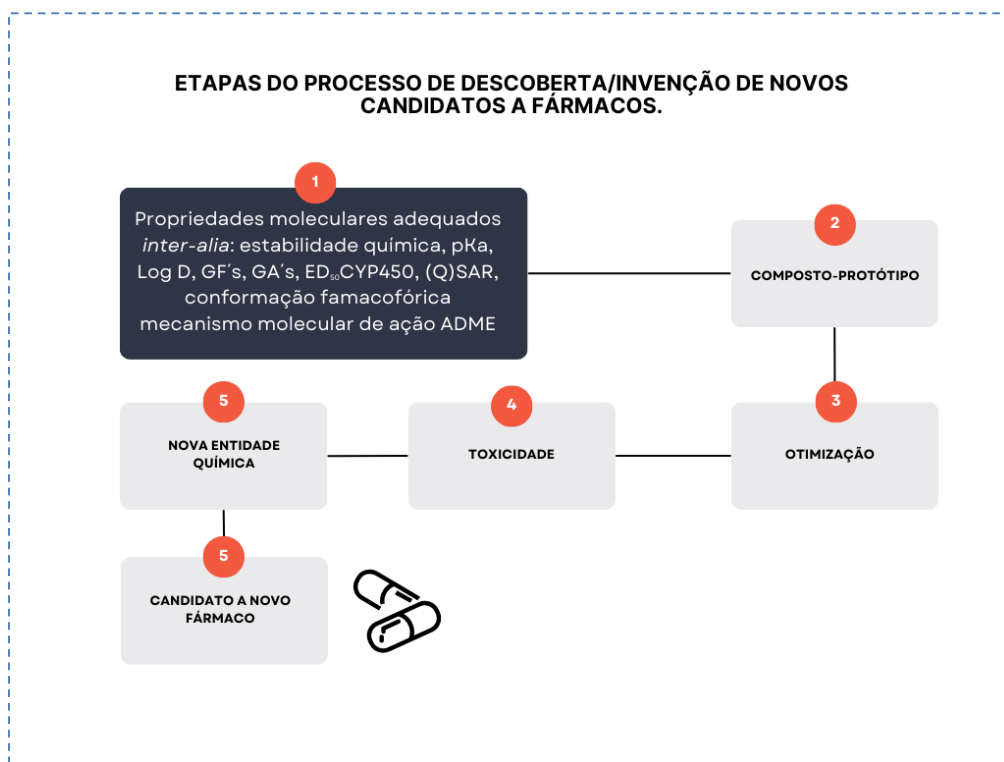 ETAPAS DO PROCESSO DE DESCOBERTA/INVENÇÃO DE NOVOS
CANDIDATOS A FÁRMACOS.
1
Propriedades moleculares adequados
inter-alia: estabilidade química, pKa,
Log D, GF´s, GA´s, ED₅₀CYP450, (Q)SAR,
conformação famacofórica
mecanismo molecular de ação ADME
2
COMPOSTO-PROTÓTIPO
3
OTIMIZAÇÃO
4
TOXICIDADE
5
NOVA ENTIDADE
QUÍMICA
5
CANDIDATO A NOVO
FÁRMACO